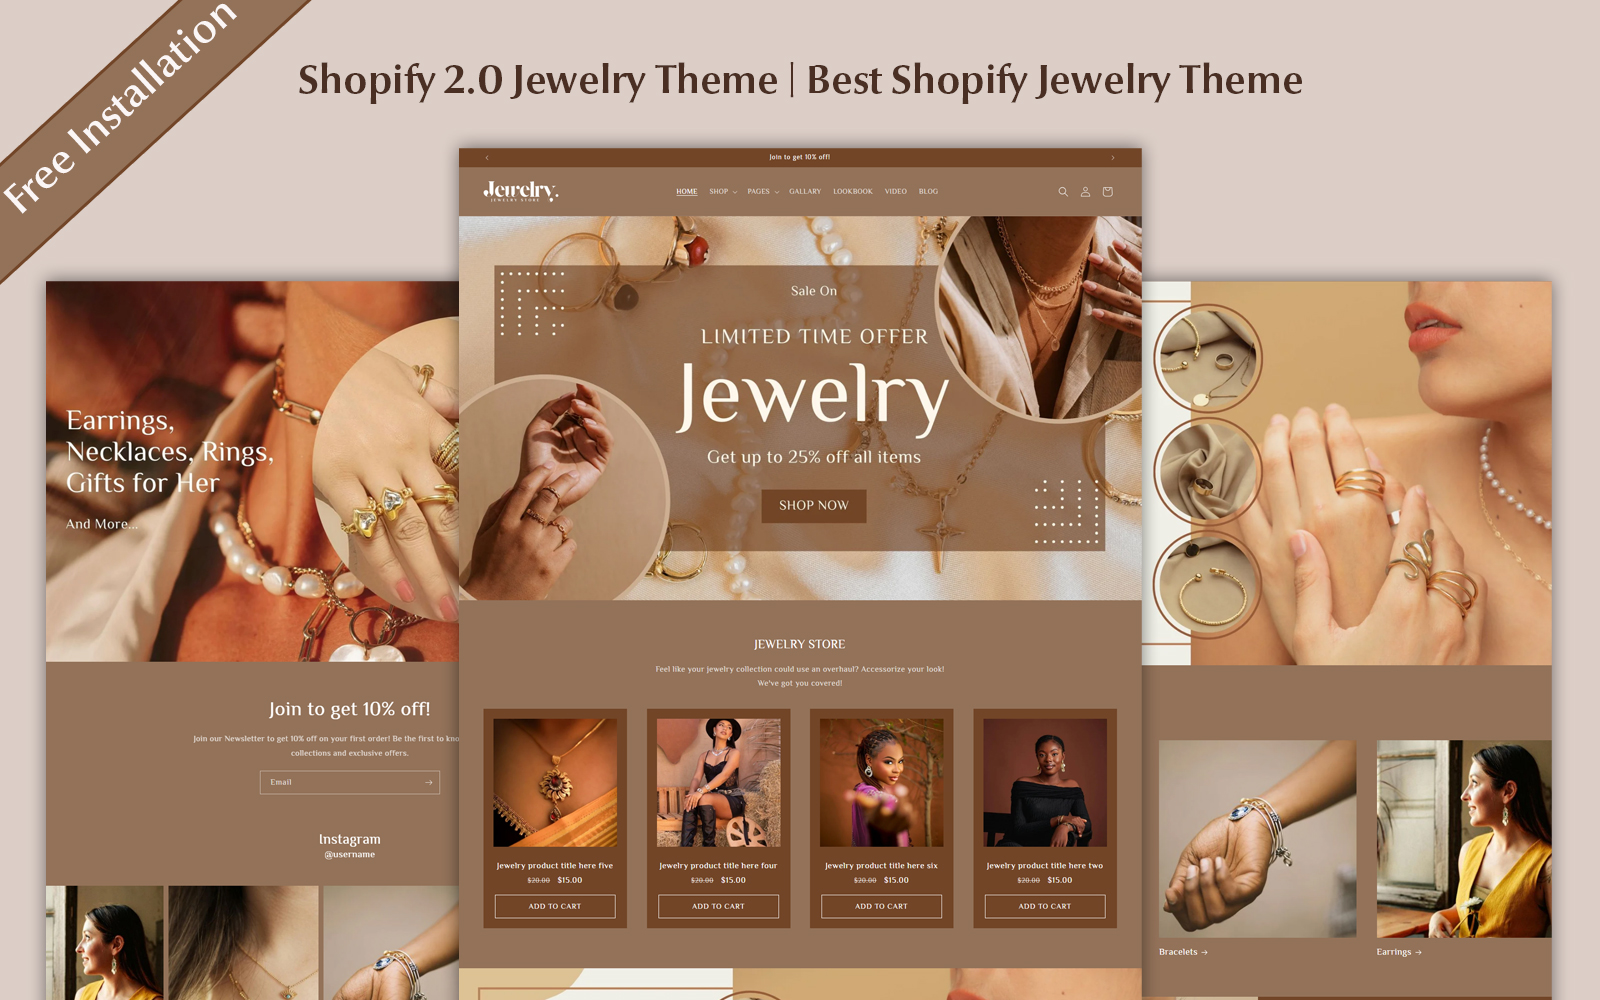 Free Installation
Shopify 2.0 Jewelry Theme | Best Shopify Jewelry Theme
Join to get 10% off!
Jewelry.
JEWELRY STORE
HOME SHOP PAGES GALLARY LOOKBOOK VIDEO BLOG
Sale On
LIMITED TIME OFFER
Jewelry
Get up to 25% off all items
SHOP NOW
Earrings,
Necklaces, Rings,
Gifts for Her
And More...
Join to get 10% off!
Join our Newsletter to get 10% off on your first order! Be the first to kno
collections and exclusive offers.
Email →
Instagram
@username
JEWELRY STORE
Feel like your jewelry collection could use an overhaul? Accessorize your look!
We've got you covered!
Jewelry product title here five
$20.00 $15.00
ADD TO CART
Jewelry product title here four
$20.00 $15.00
ADD TO CART
Jewelry product title here six
$20.00 $15.00
ADD TO CART
Jewelry product title here two
$20.00 $15.00
ADD TO CART
Bracelets →
Earrings →